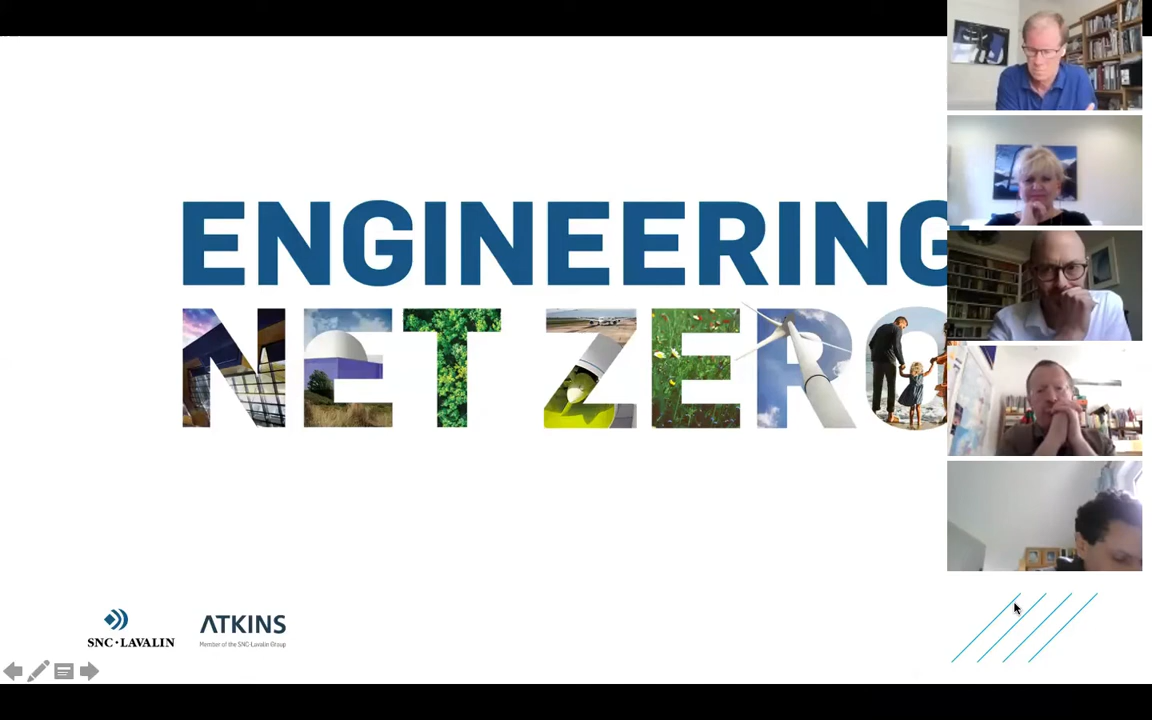 ENGINEERING
NET ZERO
SNC•LAVALIN
ATKINS
Member of the SNC-Lavalin Group